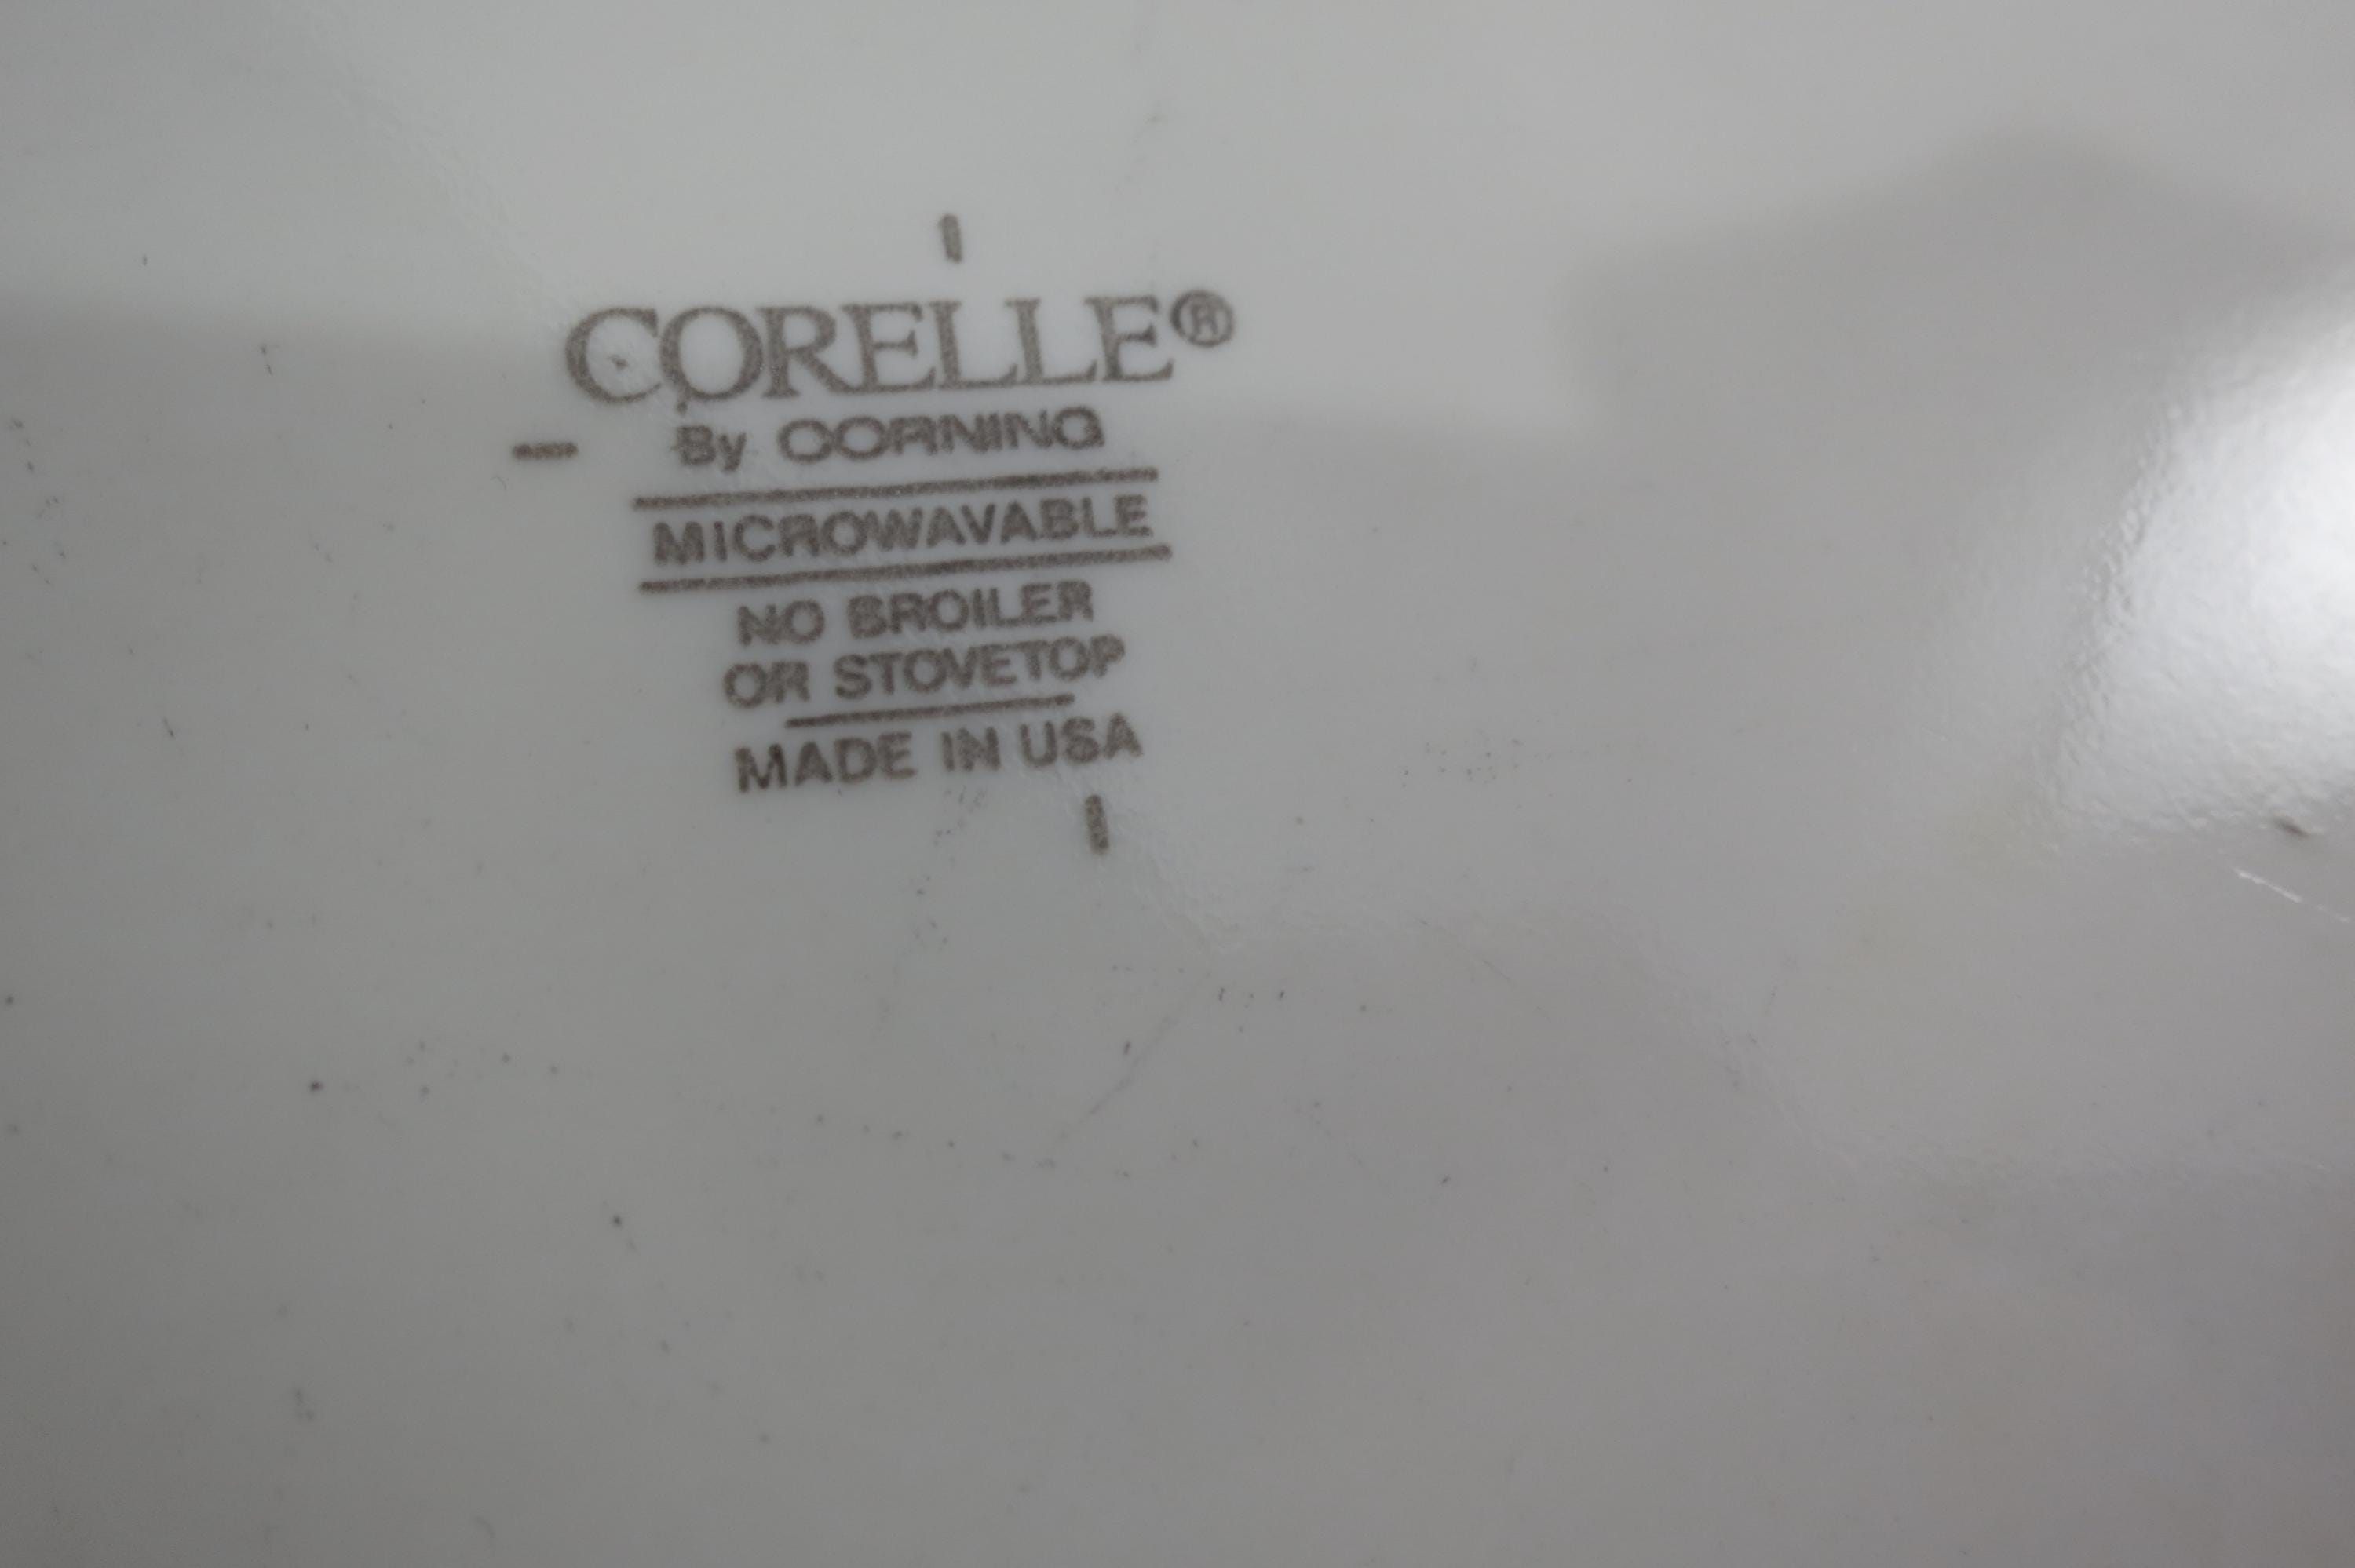 CORELLE®
By CORNING
MICROWAVABLE
NO BROILER
OR STOVETOP
MADE IN USA